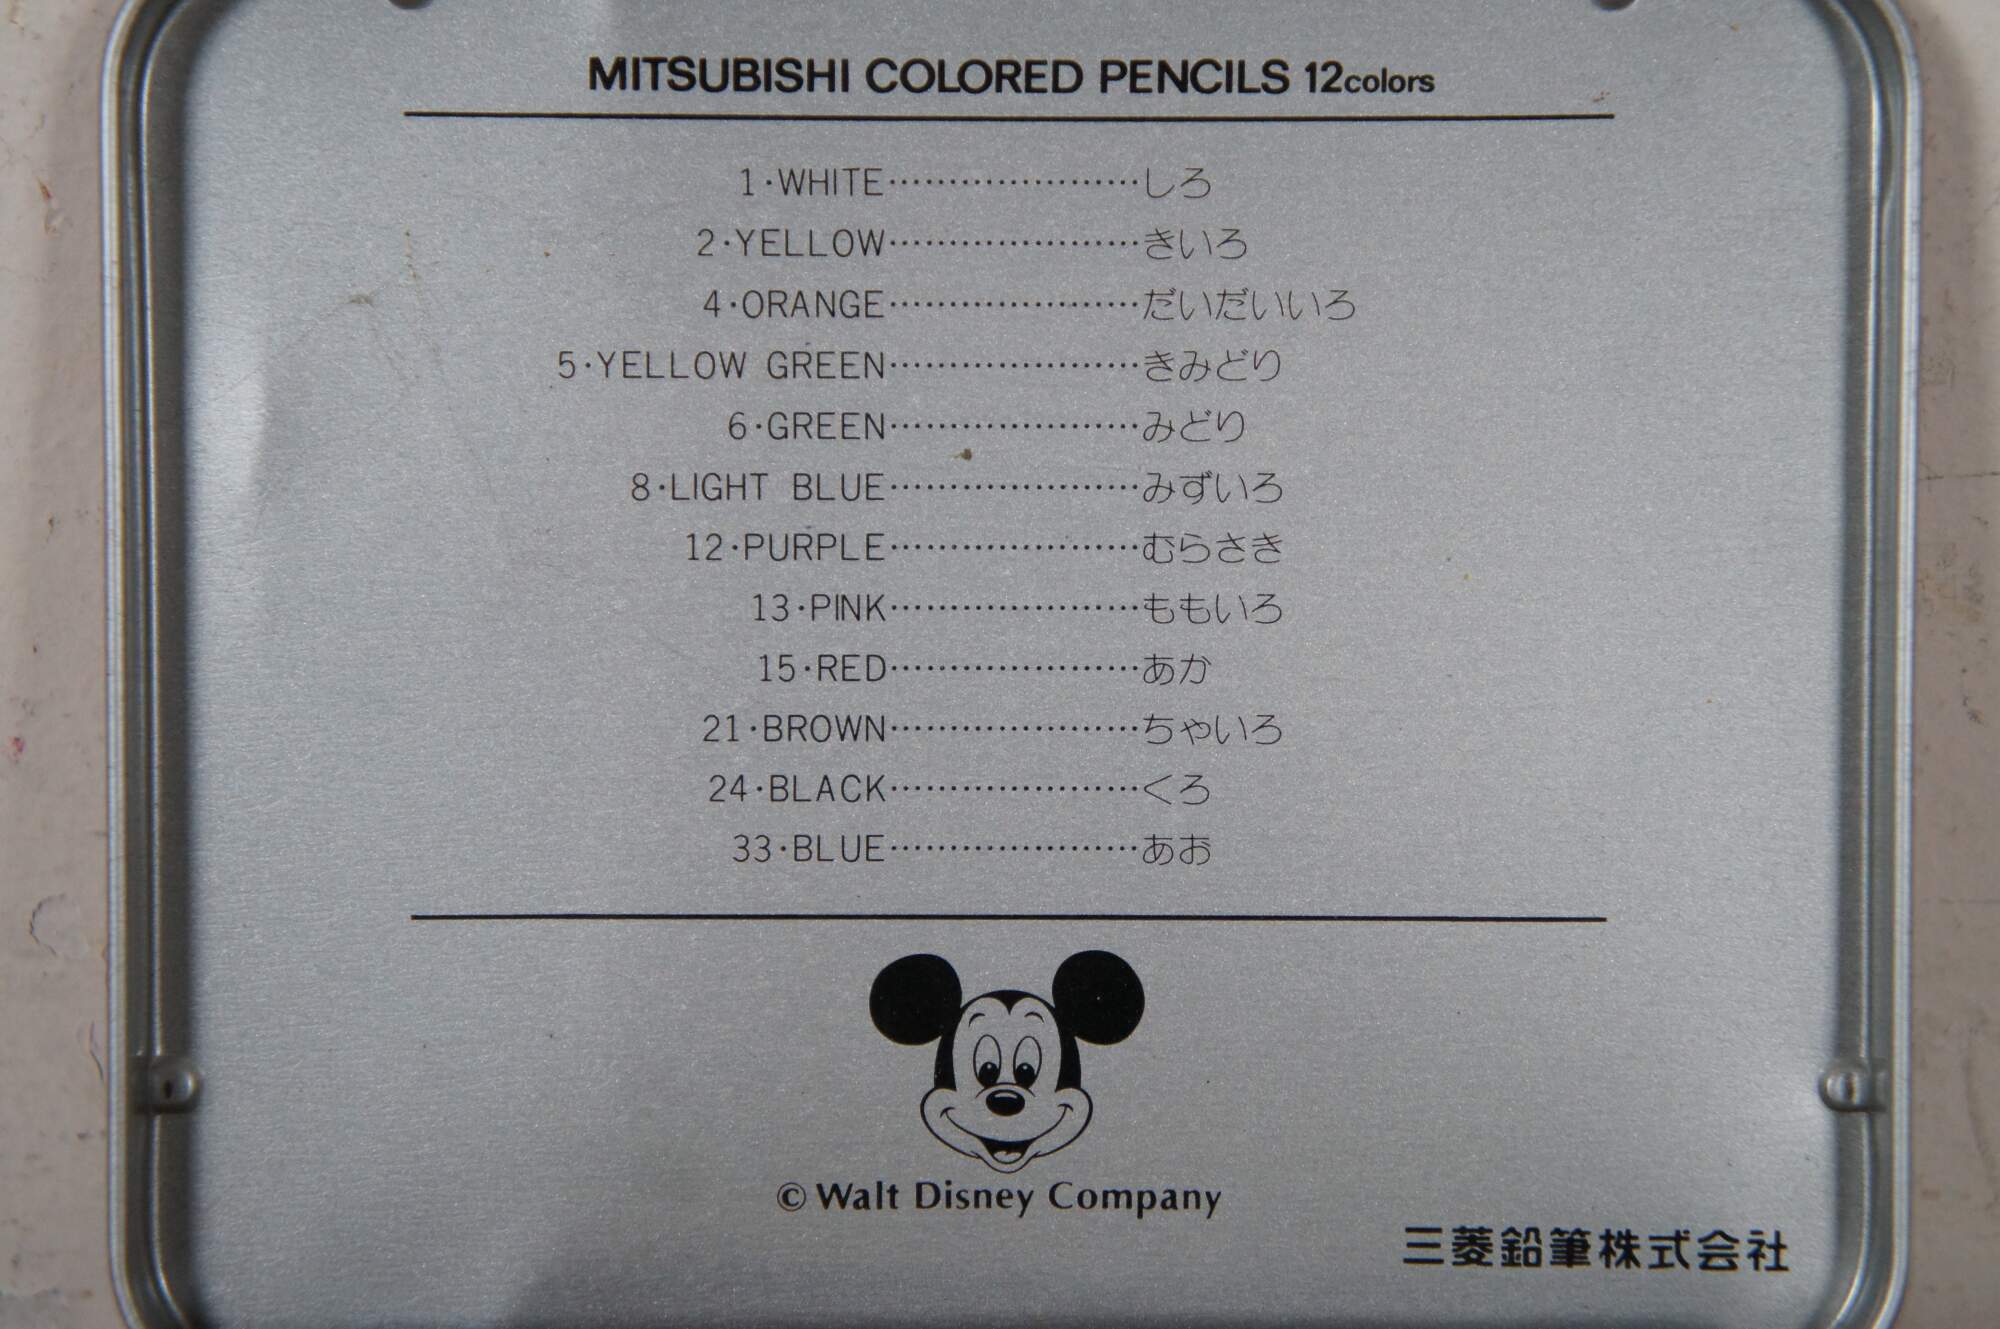 MITSUBISHI COLORED PENCILS 12colors
1·WHITE·····················しろ
2·YELLOW·····················きいろ
4·ORANGE·····················だいだいいろ
5·YELLOW GREEN·····················きみどり
6·GREEN·····················みどり
8·LIGHT BLUE·····················みずいろ
12·PURPLE·····················むらさき
13·PINK·····················ももいろ
15·RED·····················あか
21·BROWN·····················ちゃいろ
24·BLACK·····················くろ
33·BLUE·····················あお
© Walt Disney Company
三菱鉛筆株式会社